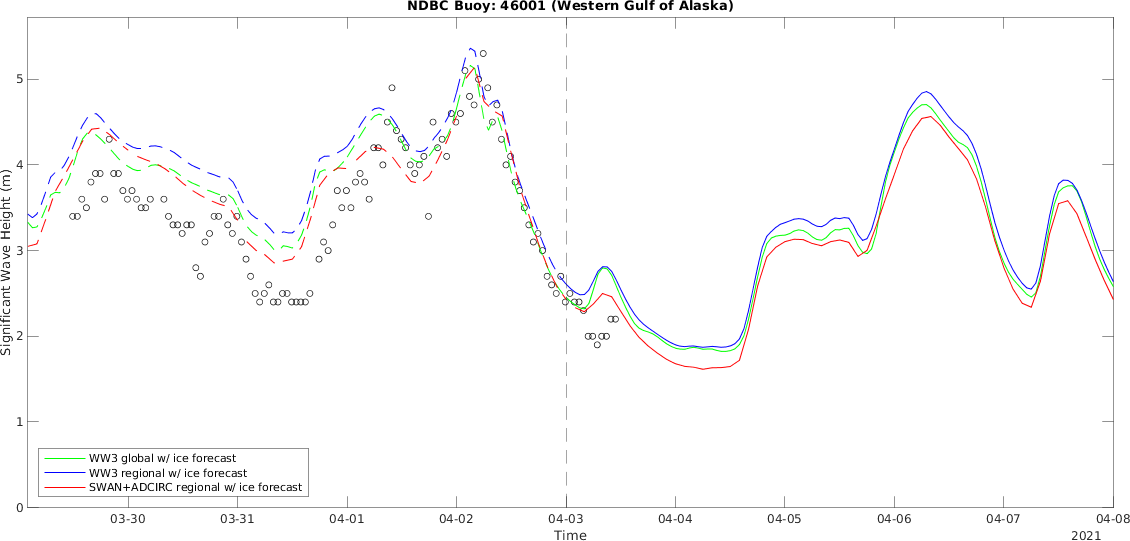 NDBC Buoy: 46001 (Western Gulf of Alaska)
Significant Wave Height (m)
5
4
3
2
1
0
WW3 global w/ ice forecast
WW3 regional w/ ice forecast
SWAN+ADCIRC regional w/ ice forecast
03-30 03-31 04-01 04-02 04-03 04-04 04-05 04-06 04-07 04-08
Time
2021